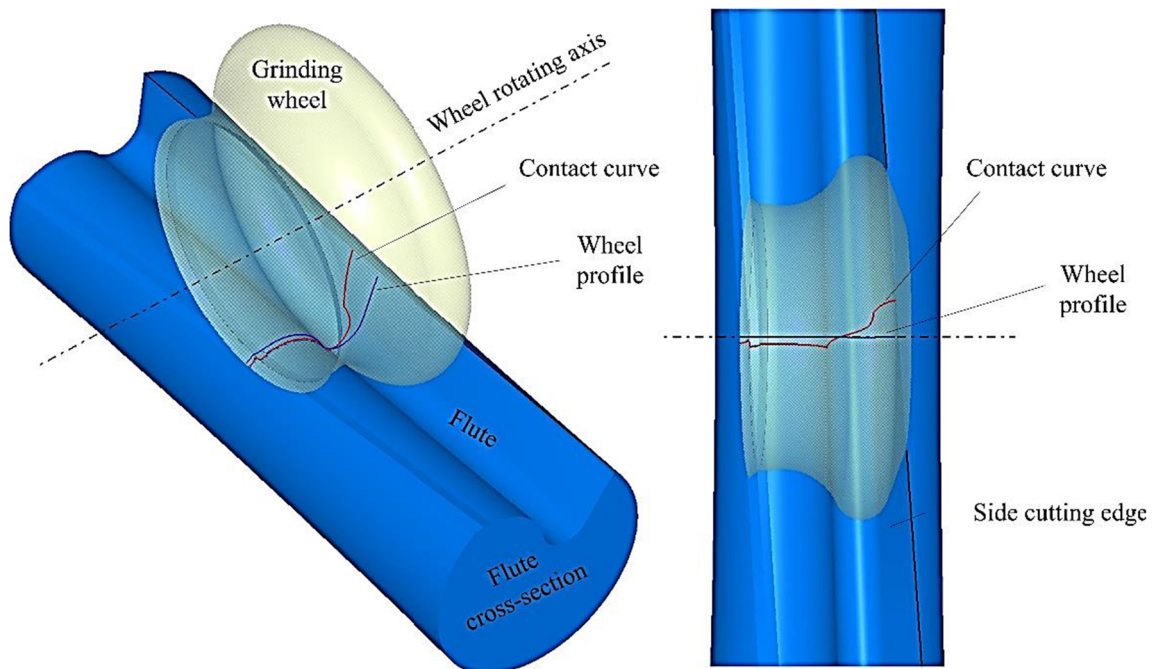 Grinding
wheel
Wheel rotating axis
Contact curve
Wheel
profile
Flute
Flute
cross-section
Contact curve
Wheel
profile
Side cutting edge